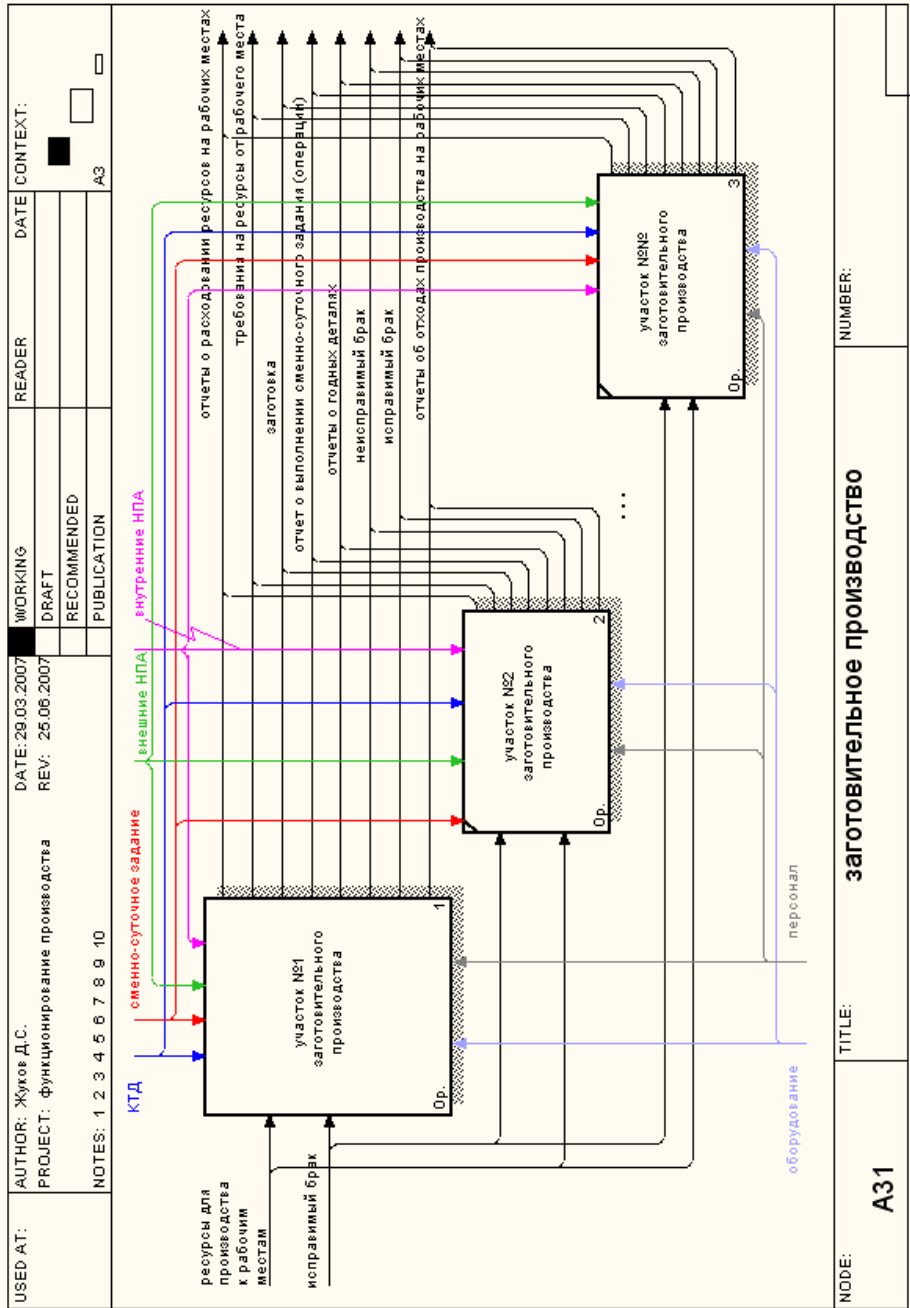 USED AT:
AUTHOR: Жуков Д.С.
PROJECT: функционирование производства
NOTES: 1 2 3 4 5 6 7 8 9 10
DATE: 29.03.2007
REV: 25.06.2007
WORKING
DRAFT
RECOMMENDED
PUBLICATION
READER
DATE
CONTEXT:
A3
КТД
сменно-суточное задание
внешние НПА
внутренние НПА
ресурсы для
производства
к рабочим
местам
исправимый брак
участок №1
заготовительного
производства
0р.
1
участок №2
заготовительного
производства
0р.
2
...
участок №N
заготовительного
производства
0р.
3
отчеты о расходовании ресурсов на рабочих местах
требования на ресурсы от рабочего места
заготовка
отчет о выполнении сменно-суточного задания (операции)
отчеты о годных деталях
неисправимый брак
исправимый брак
отчеты об отходах производства на рабочих местах
оборудование
персонал
NODE:
A31
TITLE:
заготовительное производство
NUMBER: